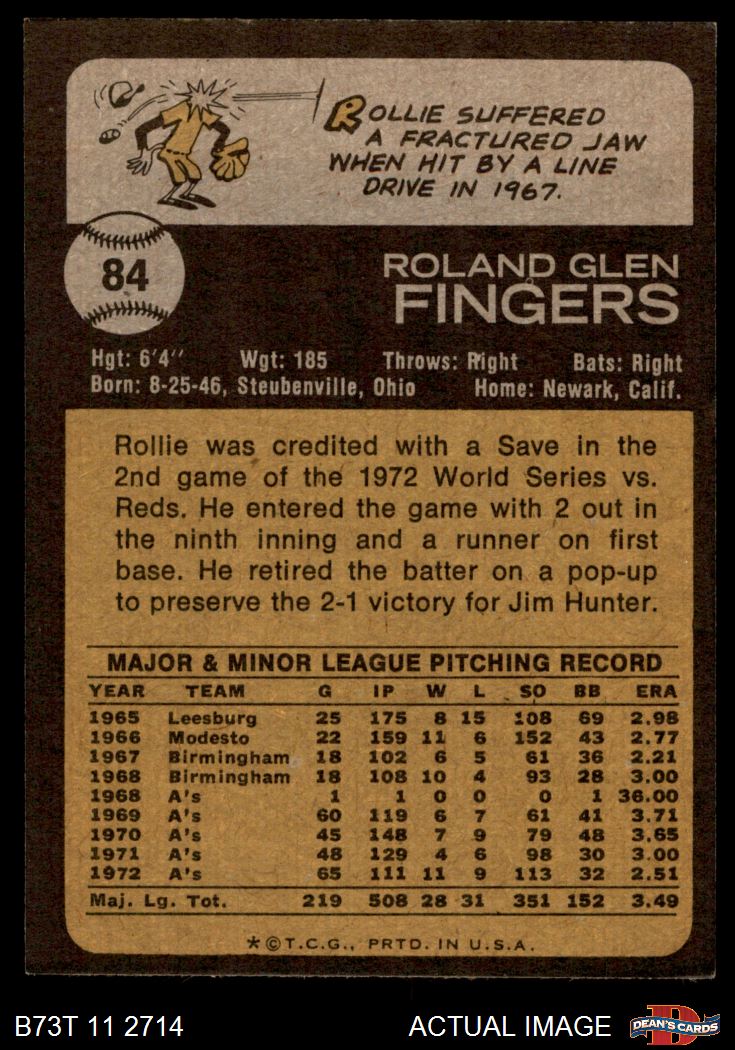 ROLLIE SUFFERED
A FRACTURED JAW
WHEN HIT BY A LINE
DRIVE IN 1967.
84
ROLAND GLEN
FINGERS
Hgt: 6'4" Wgt: 185 Throws: Right Bats: Right
Born: 8-25-46, Steubenville, Ohio Home: Newark, Calif.
Rollie was credited with a Save in the
2nd game of the 1972 World Series vs.
Reds. He entered the game with 2 out in
the ninth inning and a runner on first
base. He retired the batter on a pop-up
to preserve the 2-1 victory for Jim Hunter.
MAJOR & MINOR LEAGUE PITCHING RECORD
YEAR TEAM G IP W L SO BB ERA
1965 Leesburg 25 175 8 15 108 69 2.98
1966 Modesto 22 159 11 6 152 43 2.77
1967 Birmingham 18 102 6 5 61 36 2.21
1968 Birmingham 18 108 10 4 93 28 3.00
1968 A's 1 1 0 0 0 1 36.00
1969 A's 60 119 6 7 61 41 3.71
1970 A's 45 148 7 9 79 48 3.65
1971 A's 48 129 4 6 98 30 3.00
1972 A's 65 111 11 9 113 32 2.51
Maj. Lg. Tot. 219 508 28 31 351 152 3.49
*©T.C.G., PRTD. IN U.S.A.
B73T 11 2714 ACTUAL IMAGE D DEAN'S CARDS